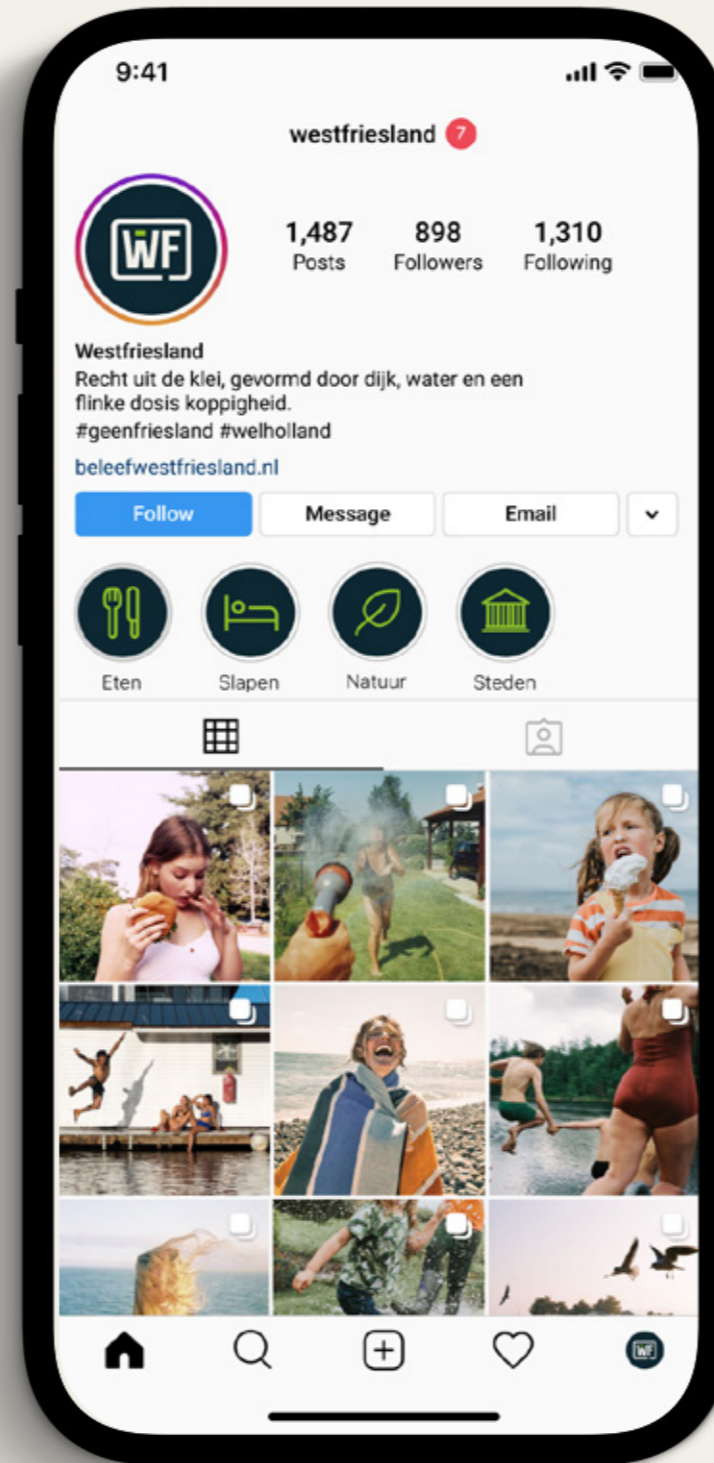 9:41
westfriesland 7
WF
1,487 898 1,310
Posts Followers Following
Westfriesland
Recht uit de klei, gevormd door dijk, water en een
flinke dosis koppigheid.
#geenfriesland #welholland
beleefwestfriesland.nl
Follow Message Email
Eten Slapen Natuur Steden
WF